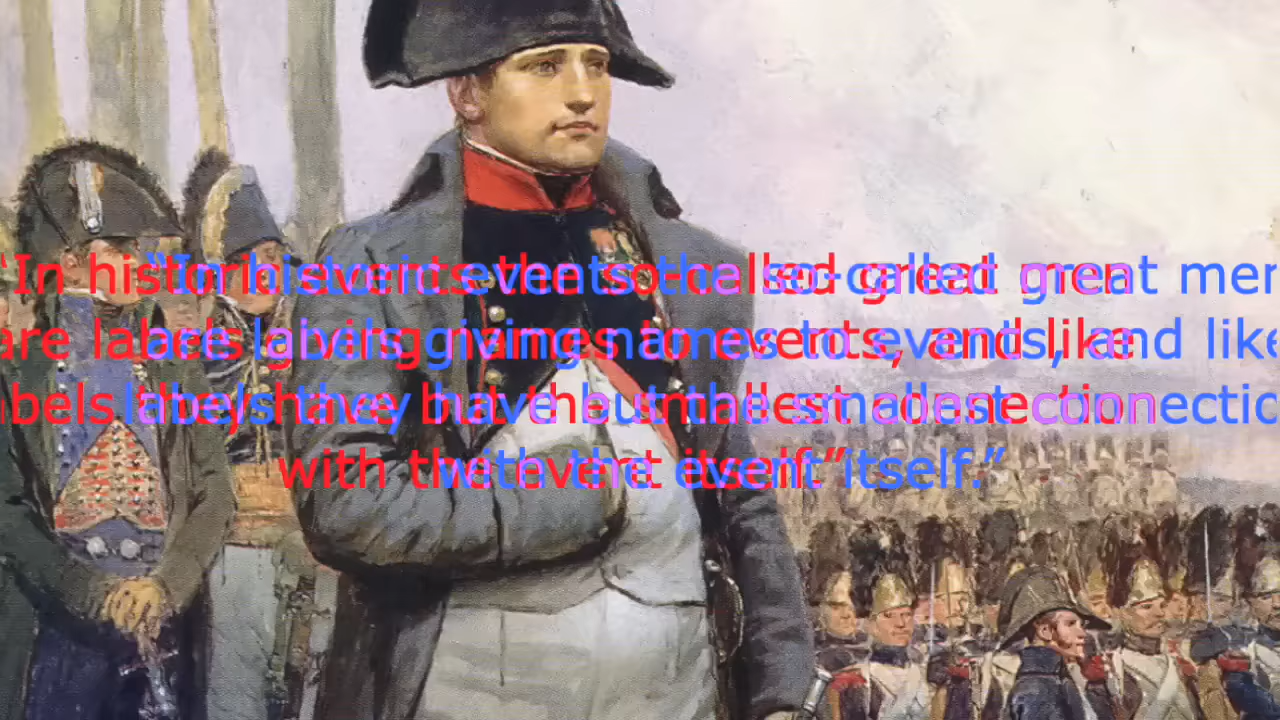 “In historic events the so-called great men
are labels giving names to events, and like
labels they have but the smallest connection
with the event itself.”